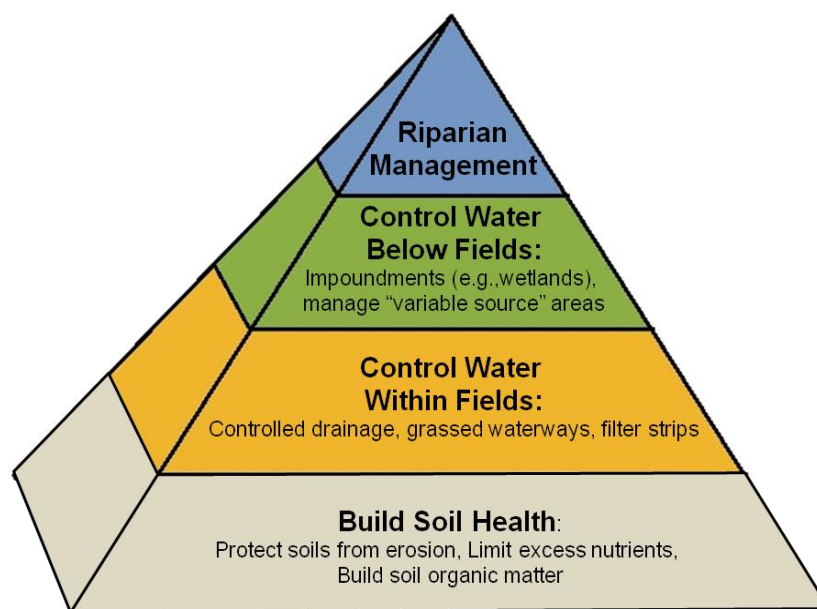 Riparian
Management
Control Water
Below Fields:
Impoundments (e.g.,wetlands),
manage “variable source” areas
Control Water
Within Fields:
Controlled drainage, grassed waterways, filter strips
Build Soil Health:
Protect soils from erosion, Limit excess nutrients,
Build soil organic matter